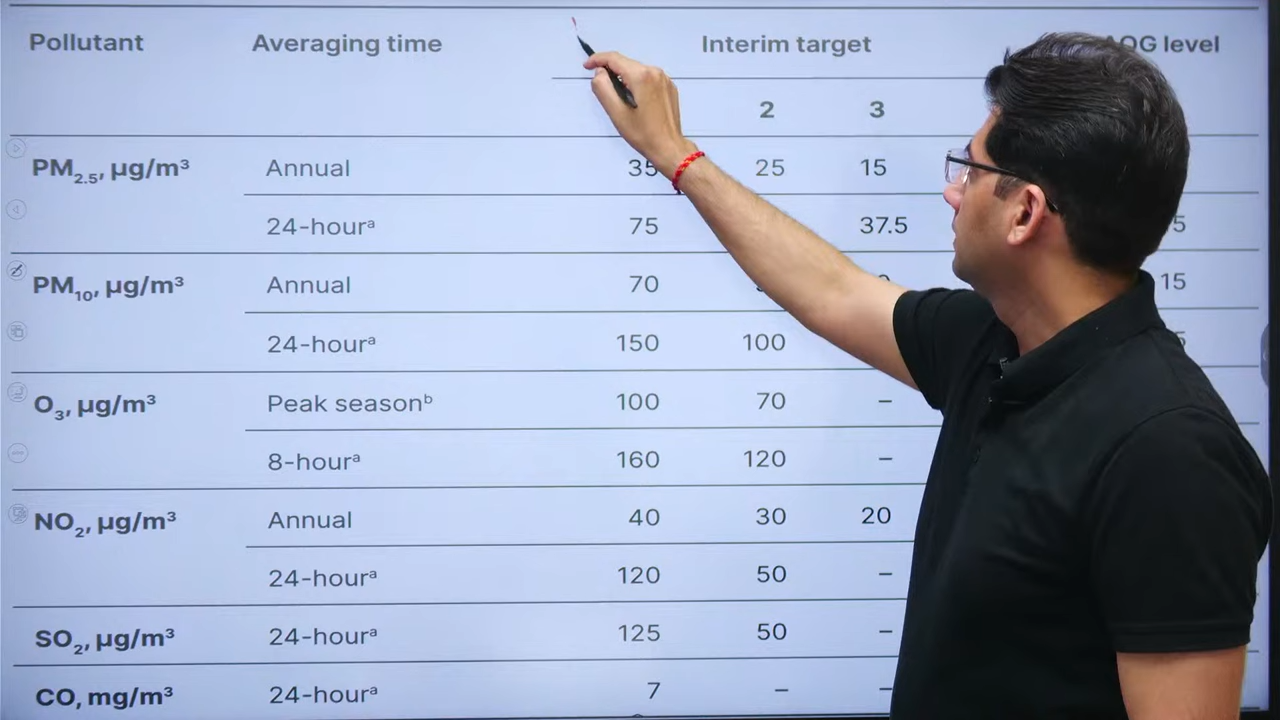 Pollutant Averaging time Interim target AQG level
2 3
PM2.5, µg/m³ Annual 35 25 15
24-hourᵃ 75 37.5 5
PM10, µg/m³ Annual 70 15
24-hourᵃ 150 100
O3, µg/m³ Peak seasonᵇ 100 70 –
8-hourᵃ 160 120 –
NO2, µg/m³ Annual 40 30 20
24-hourᵃ 120 50 –
SO2, µg/m³ 24-hourᵃ 125 50 –
CO, mg/m³ 24-hourᵃ 7 – –